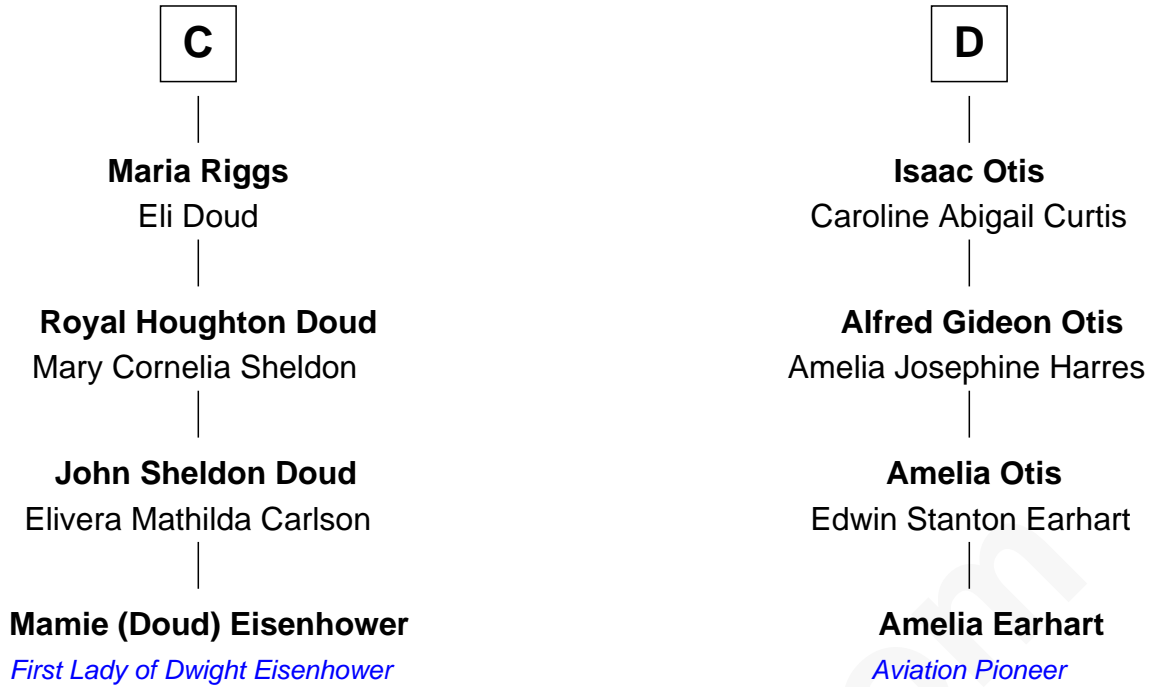 C
Maria Riggs
Eli Doud
Royal Houghton Doud
Mary Cornelia Sheldon
John Sheldon Doud
Elivera Mathilda Carlson
Mamie (Doud) Eisenhower
First Lady of Dwight Eisenhower
D
Isaac Otis
Caroline Abigail Curtis
Alfred Gideon Otis
Amelia Josephine Harres
Amelia Otis
Edwin Stanton Earhart
Amelia Earhart
Aviation Pioneer